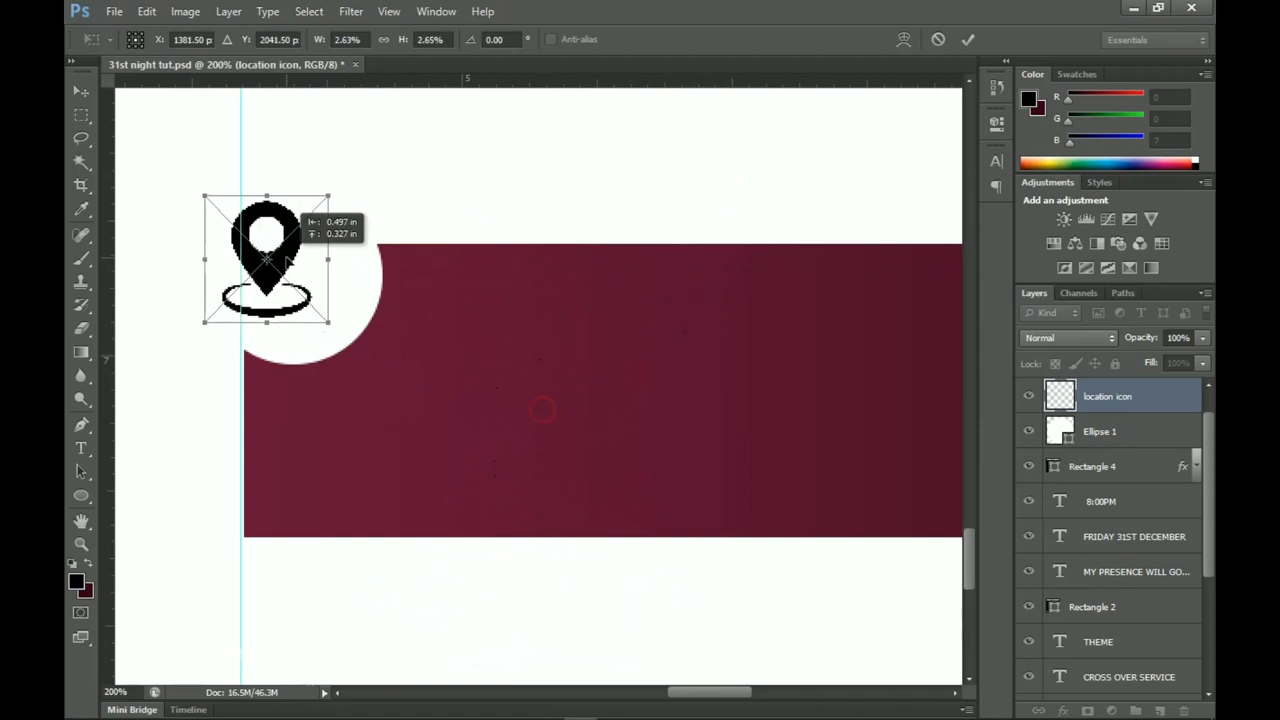 Ps File Edit Image Layer Type Select Filter View Window Help
X: 1381.50 p Y: 2041.50 p W: 2.63% H: 2.65% 0.00 ° Anti-alias Essentials
31st night tut.psd @ 200% (location icon, RGB/8) * ×
5
7
0.497 in
0.327 in
Color Swatches
R 0
G 0
B 7
Adjustments Styles
Add an adjustment
Layers Channels Paths
Kind
Normal Opacity: 100%
Lock: Fill: 100%
location icon
Ellipse 1
Rectangle 4 fx
8:00PM
FRIDAY 31ST DECEMBER
MY PRESENCE WILL GO...
Rectangle 2
THEME
CROSS OVER SERVICE
200% Doc: 16.5M/46.3M
Mini Bridge Timeline